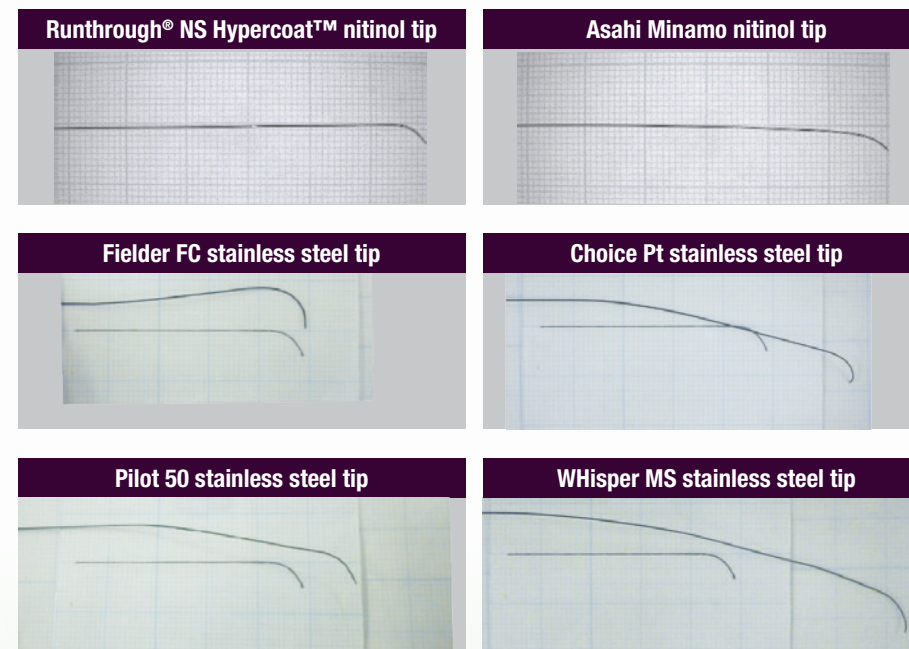 Runthrough® NS Hypercoat™ nitinol tip
Asahi Minamo nitinol tip
Fielder FC stainless steel tip
Choice Pt stainless steel tip
Pilot 50 stainless steel tip
WHisper MS stainless steel tip